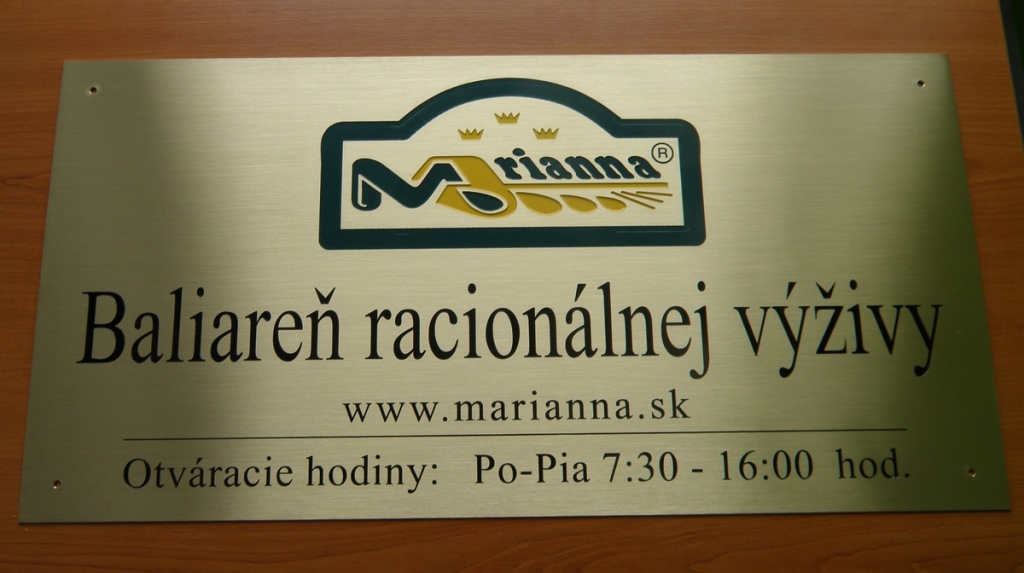 Marianna®
Baliareň racionálnej výživy
www.marianna.sk
Otváracie hodiny: Po-Pia 7:30 - 16:00 hod.